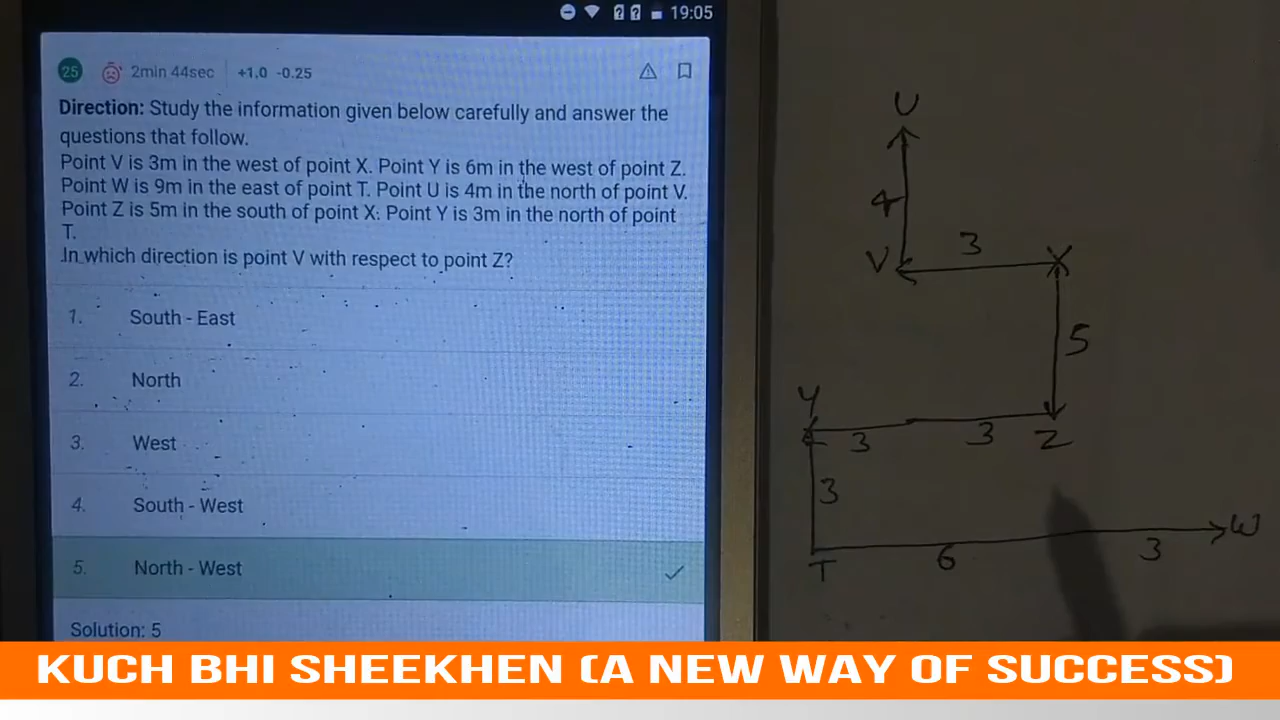 19:05
25 2min 44sec +1.0 -0.25
Direction: Study the information given below carefully and answer the
questions that follow.
Point V is 3m in the west of point X. Point Y is 6m in the west of point Z.
Point W is 9m in the east of point T. Point U is 4m in the north of point V.
Point Z is 5m in the south of point X. Point Y is 3m in the north of point
T.
In which direction is point V with respect to point Z?
1. South - East
2. North
3. West
4. South - West
5. North - West
Solution: 5
U
4
V 3 X
5
Y
3 3 Z
3
T 6 3 W
KUCH BHI SHEEKHEN (A NEW WAY OF SUCCESS)